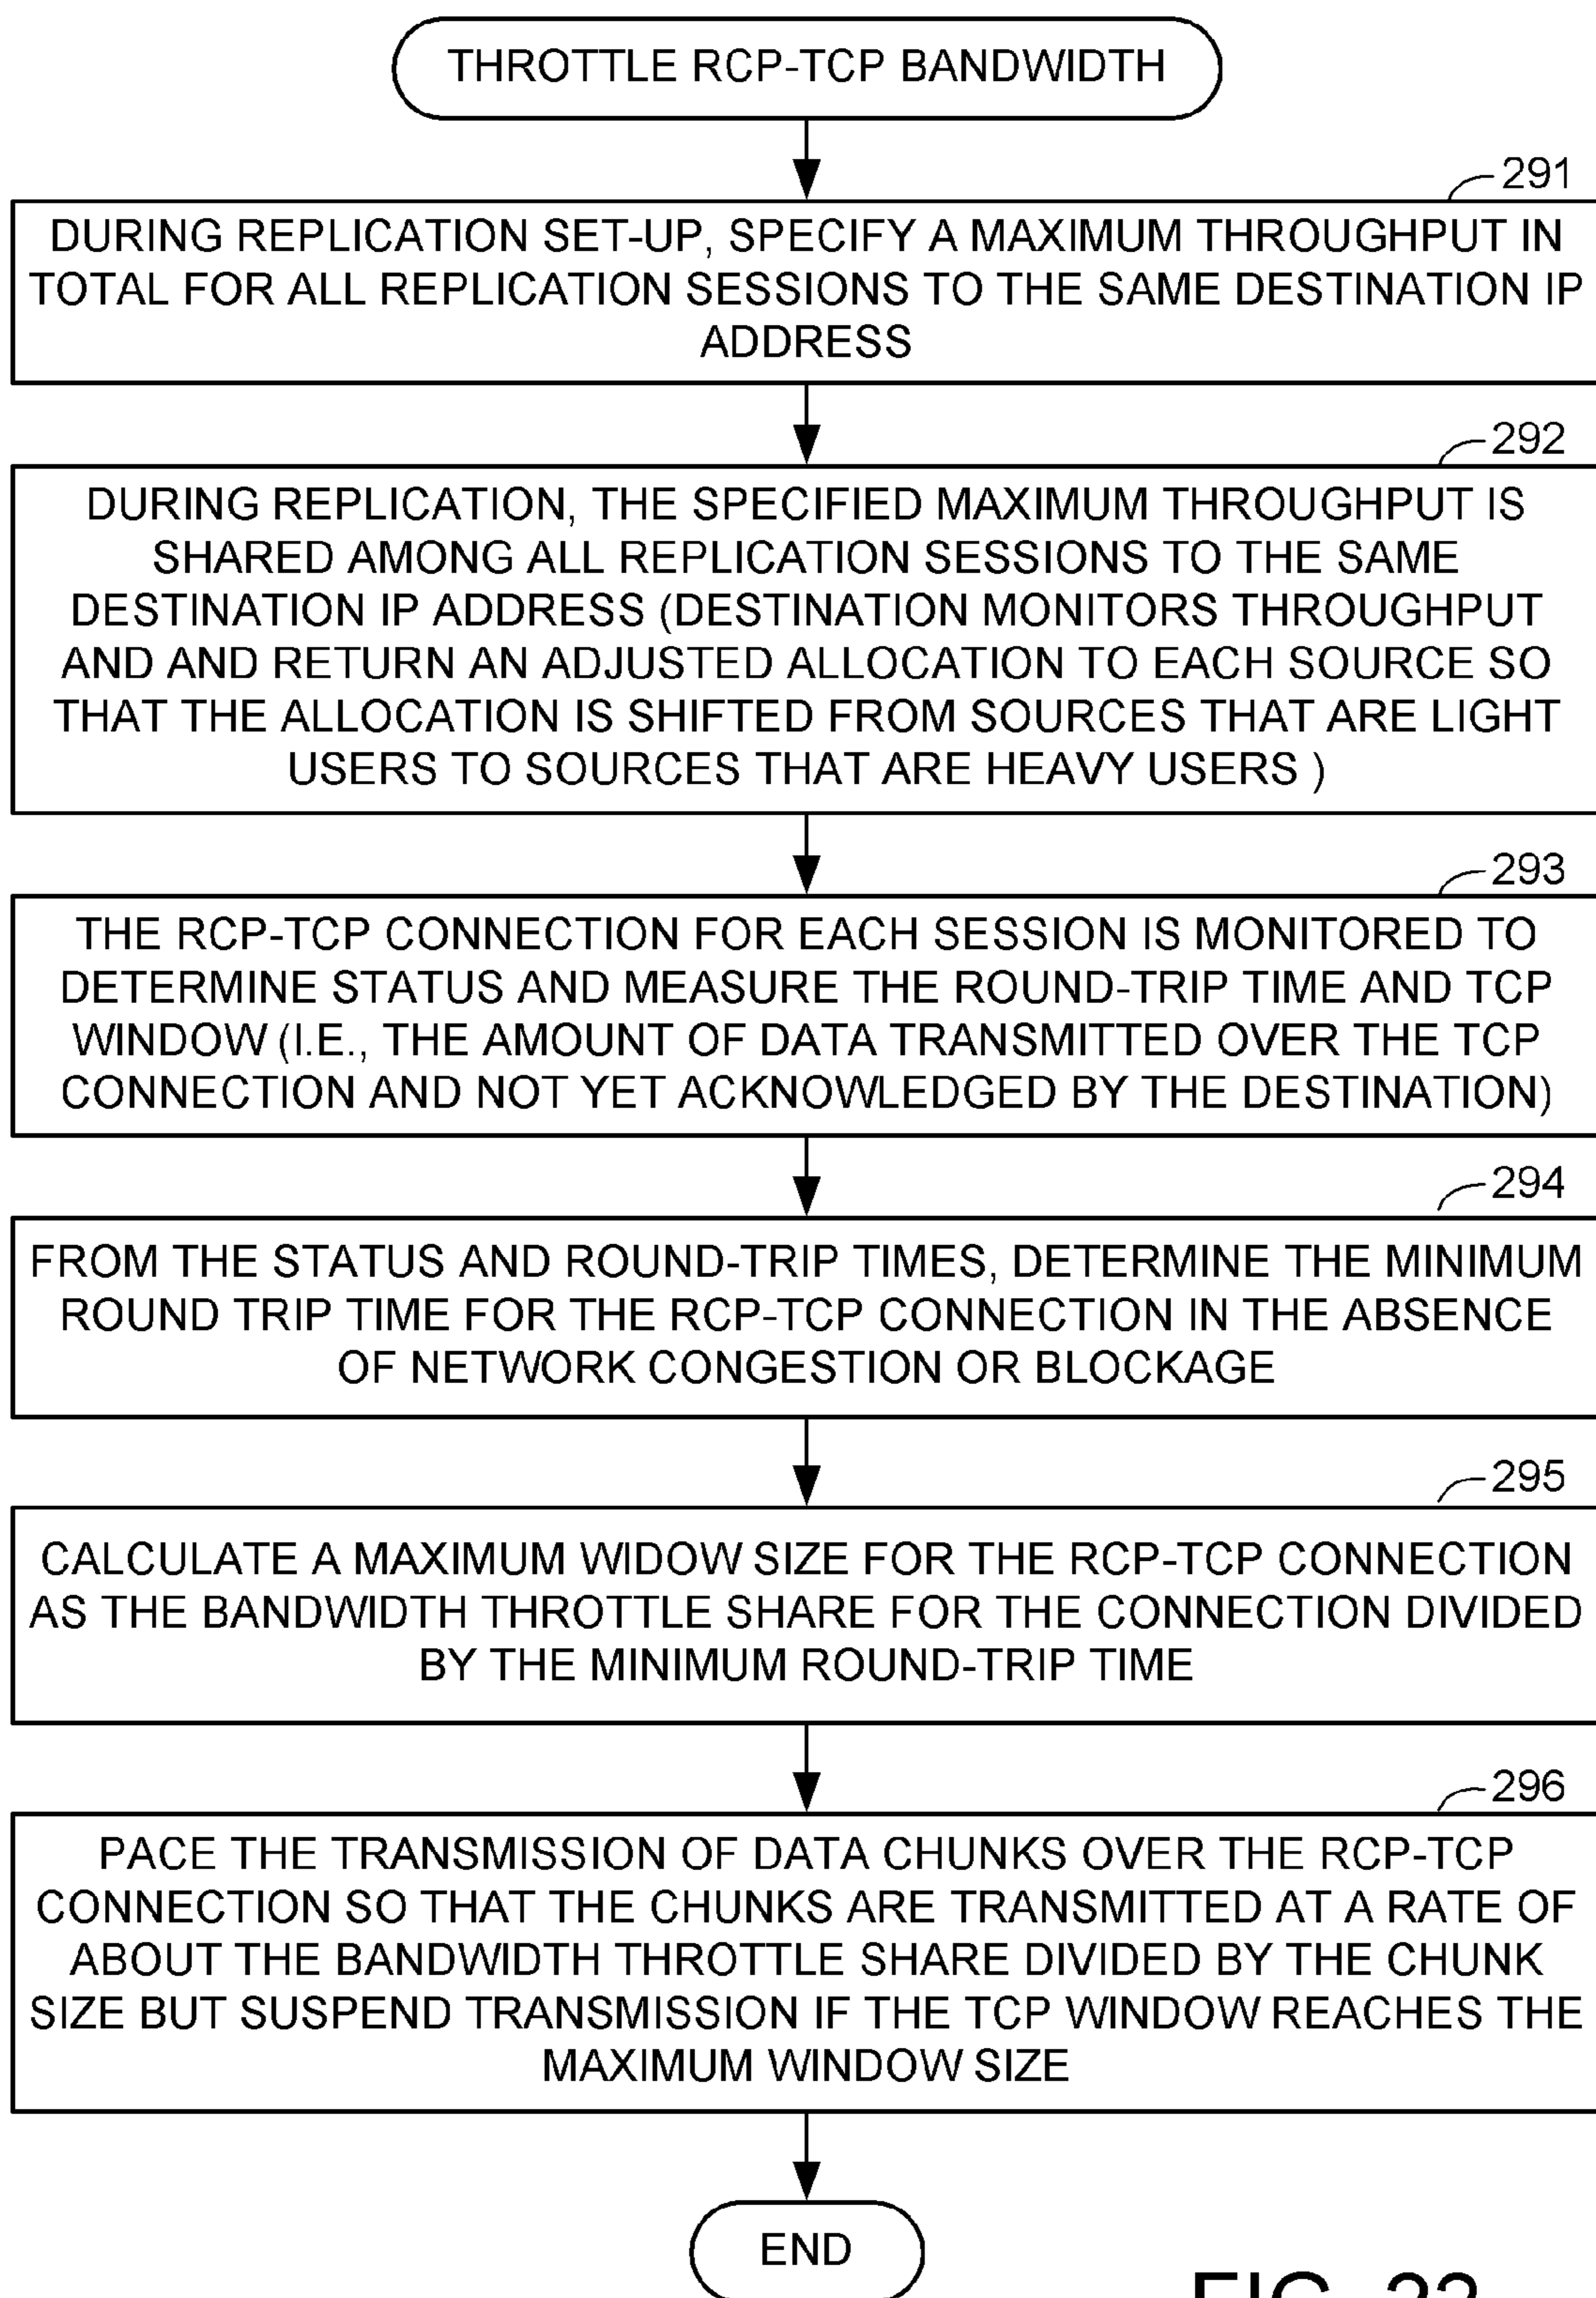 THROTTLE RCP-TCP BANDWIDTH
291
DURING REPLICATION SET-UP, SPECIFY A MAXIMUM THROUGHPUT IN
TOTAL FOR ALL REPLICATION SESSIONS TO THE SAME DESTINATION IP
ADDRESS
292
DURING REPLICATION, THE SPECIFIED MAXIMUM THROUGHPUT IS
SHARED AMONG ALL REPLICATION SESSIONS TO THE SAME
DESTINATION IP ADDRESS (DESTINATION MONITORS THROUGHPUT
AND AND RETURN AN ADJUSTED ALLOCATION TO EACH SOURCE SO
THAT THE ALLOCATION IS SHIFTED FROM SOURCES THAT ARE LIGHT
USERS TO SOURCES THAT ARE HEAVY USERS )
293
THE RCP-TCP CONNECTION FOR EACH SESSION IS MONITORED TO
DETERMINE STATUS AND MEASURE THE ROUND-TRIP TIME AND TCP
WINDOW (I.E., THE AMOUNT OF DATA TRANSMITTED OVER THE TCP
CONNECTION AND NOT YET ACKNOWLEDGED BY THE DESTINATION)
294
FROM THE STATUS AND ROUND-TRIP TIMES, DETERMINE THE MINIMUM
ROUND TRIP TIME FOR THE RCP-TCP CONNECTION IN THE ABSENCE
OF NETWORK CONGESTION OR BLOCKAGE
295
CALCULATE A MAXIMUM WIDOW SIZE FOR THE RCP-TCP CONNECTION
AS THE BANDWIDTH THROTTLE SHARE FOR THE CONNECTION DIVIDED
BY THE MINIMUM ROUND-TRIP TIME
296
PACE THE TRANSMISSION OF DATA CHUNKS OVER THE RCP-TCP
CONNECTION SO THAT THE CHUNKS ARE TRANSMITTED AT A RATE OF
ABOUT THE BANDWIDTH THROTTLE SHARE DIVIDED BY THE CHUNK
SIZE BUT SUSPEND TRANSMISSION IF THE TCP WINDOW REACHES THE
MAXIMUM WINDOW SIZE
END
FIG.